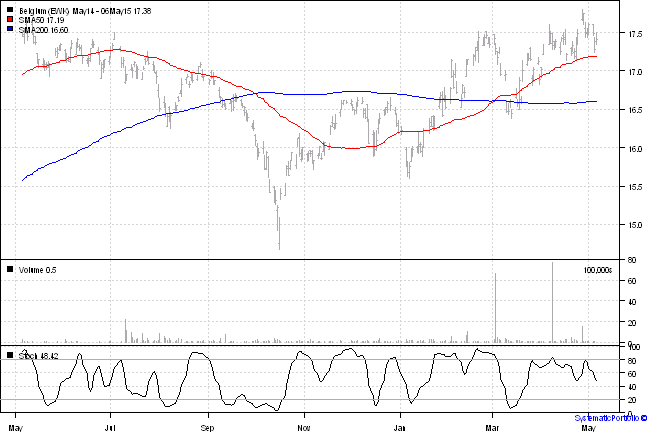 Belgium (EWK) May14 - 06May15 17.38
SMA50 17.19
SMA200 16.60
17.5
17.0
16.5
16.0
15.5
15.0
Volume 0.5
100,000s
80
60
40
20
0
Stoch 48.42
100
80
60
40
20
0
SystematicPortfolio ©
May
Jul
Sep
Nov
Jan
Mar
May